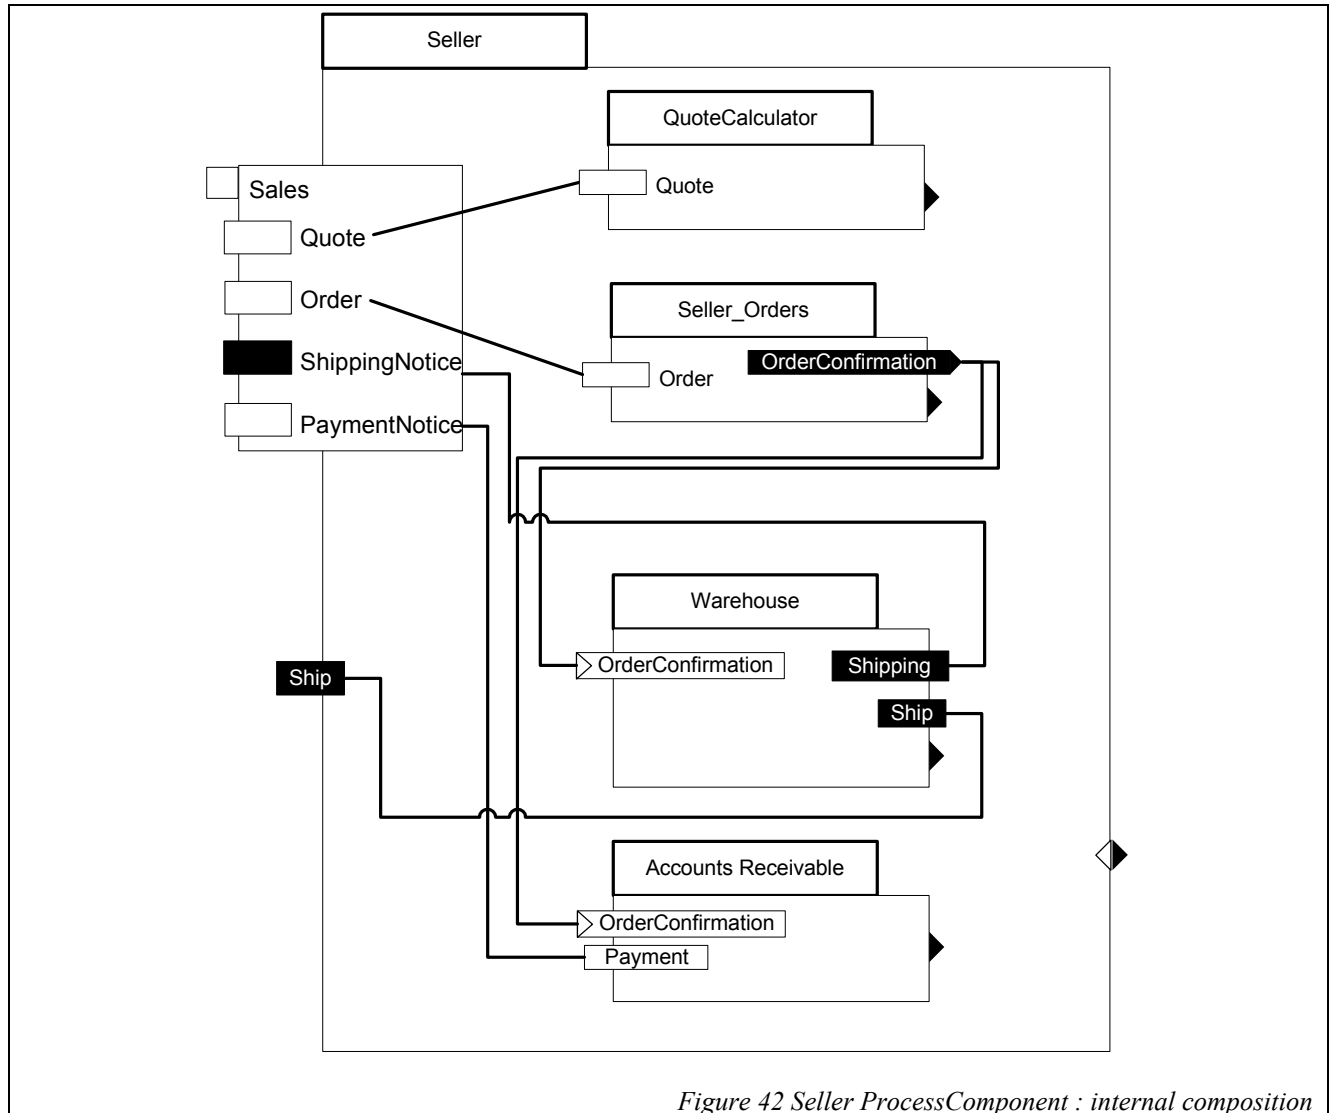 Seller
QuoteCalculator
Quote
Sales
Quote
Order
ShippingNotice
PaymentNotice
Seller_Orders
OrderConfirmation
Order
Warehouse
OrderConfirmation
Shipping
Ship
Ship
Accounts Receivable
OrderConfirmation
Payment
Figure 42 Seller ProcessComponent : internal composition